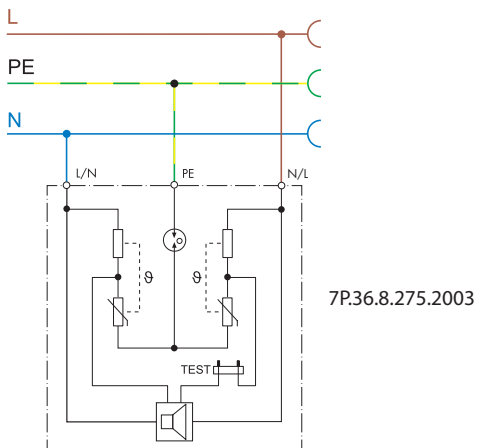 L
PE
N
L/N PE N/L
ϑ ϑ
7P.36.8.275.2003
TEST